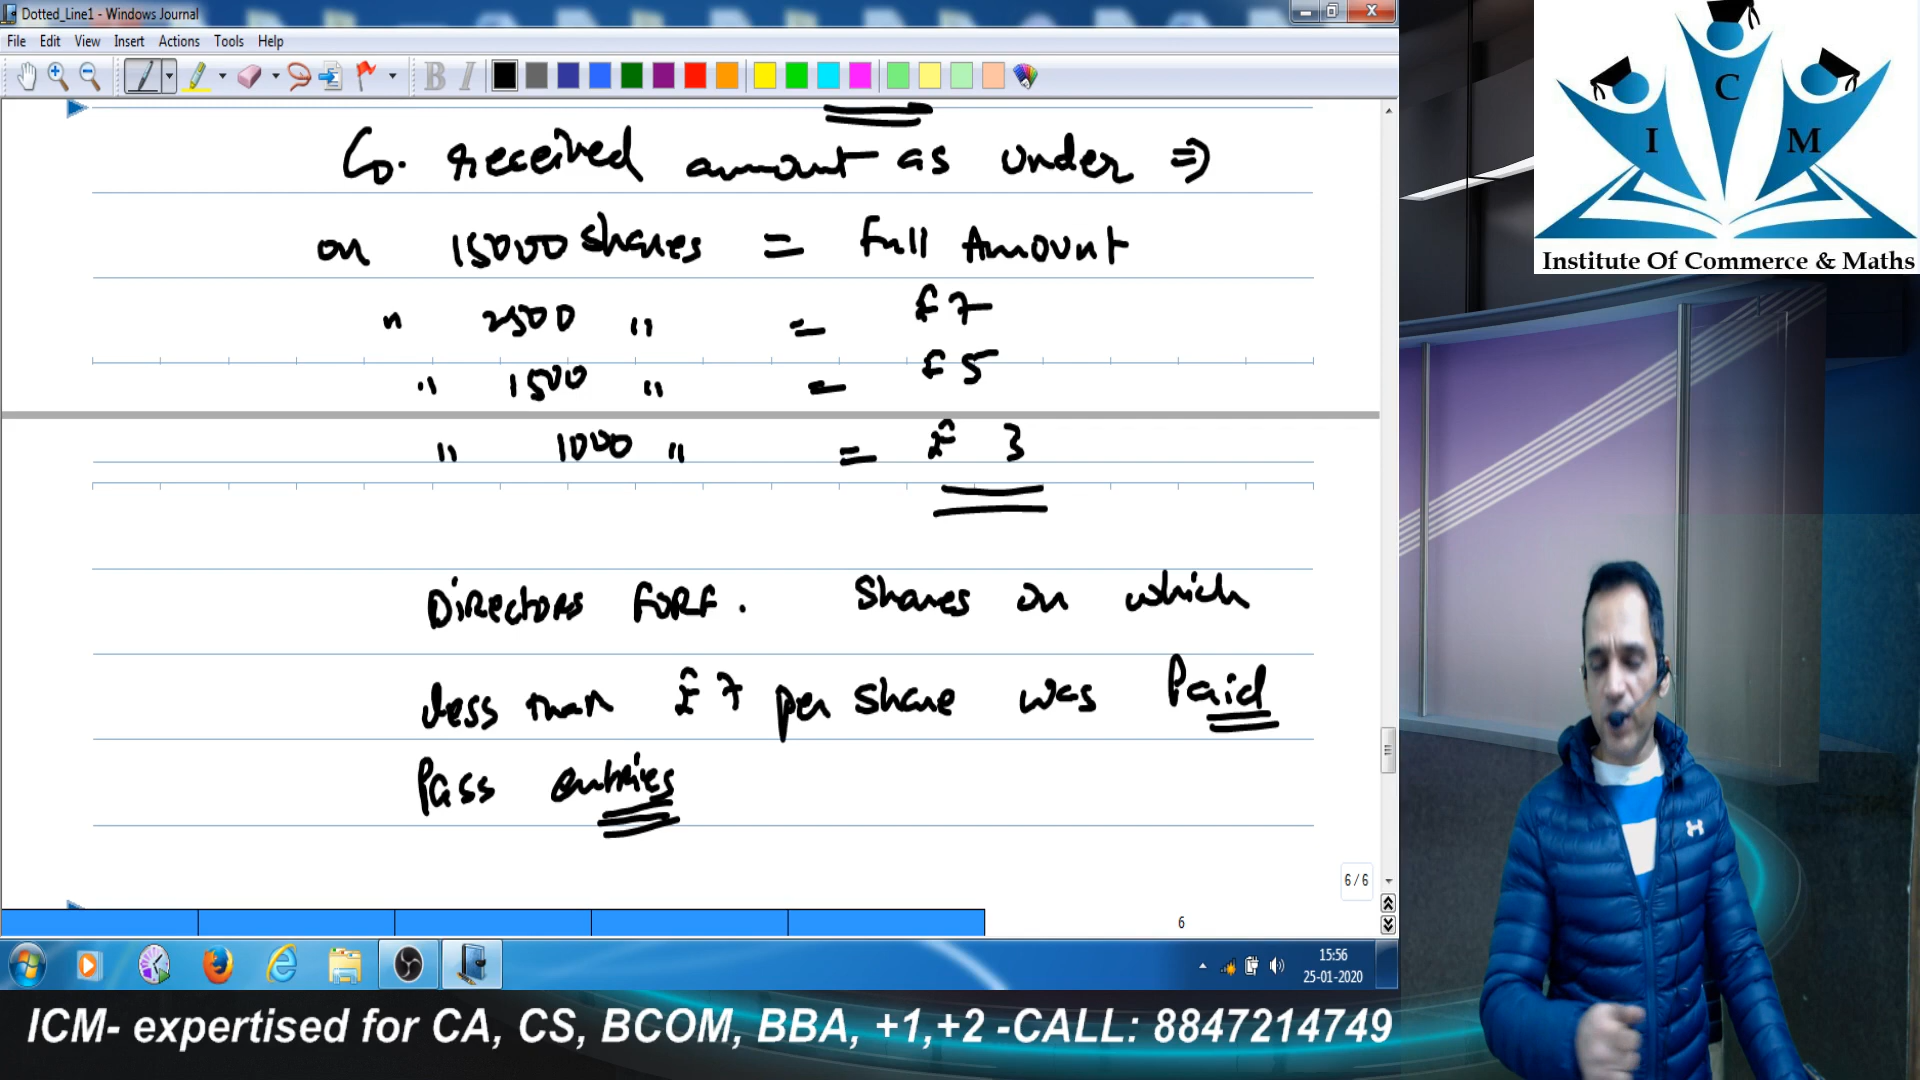 Dotted_Line1 - Windows Journal
File Edit View Insert Actions Tools Help
Co. received amount as under ⇒
on 15000 shares = full Amount
" 2500 " = ₹ 7
" 1500 " = ₹ 5
" 1000 " = ₹ 3
Directors forf. shares on which
less than ₹ 7 per share was Paid
Pass entries
6/6
6
15:56
25-01-2020
I C M
Institute Of Commerce & Maths
ICM- expertised for CA, CS, BCOM, BBA, +1,+2 -CALL: 8847214749